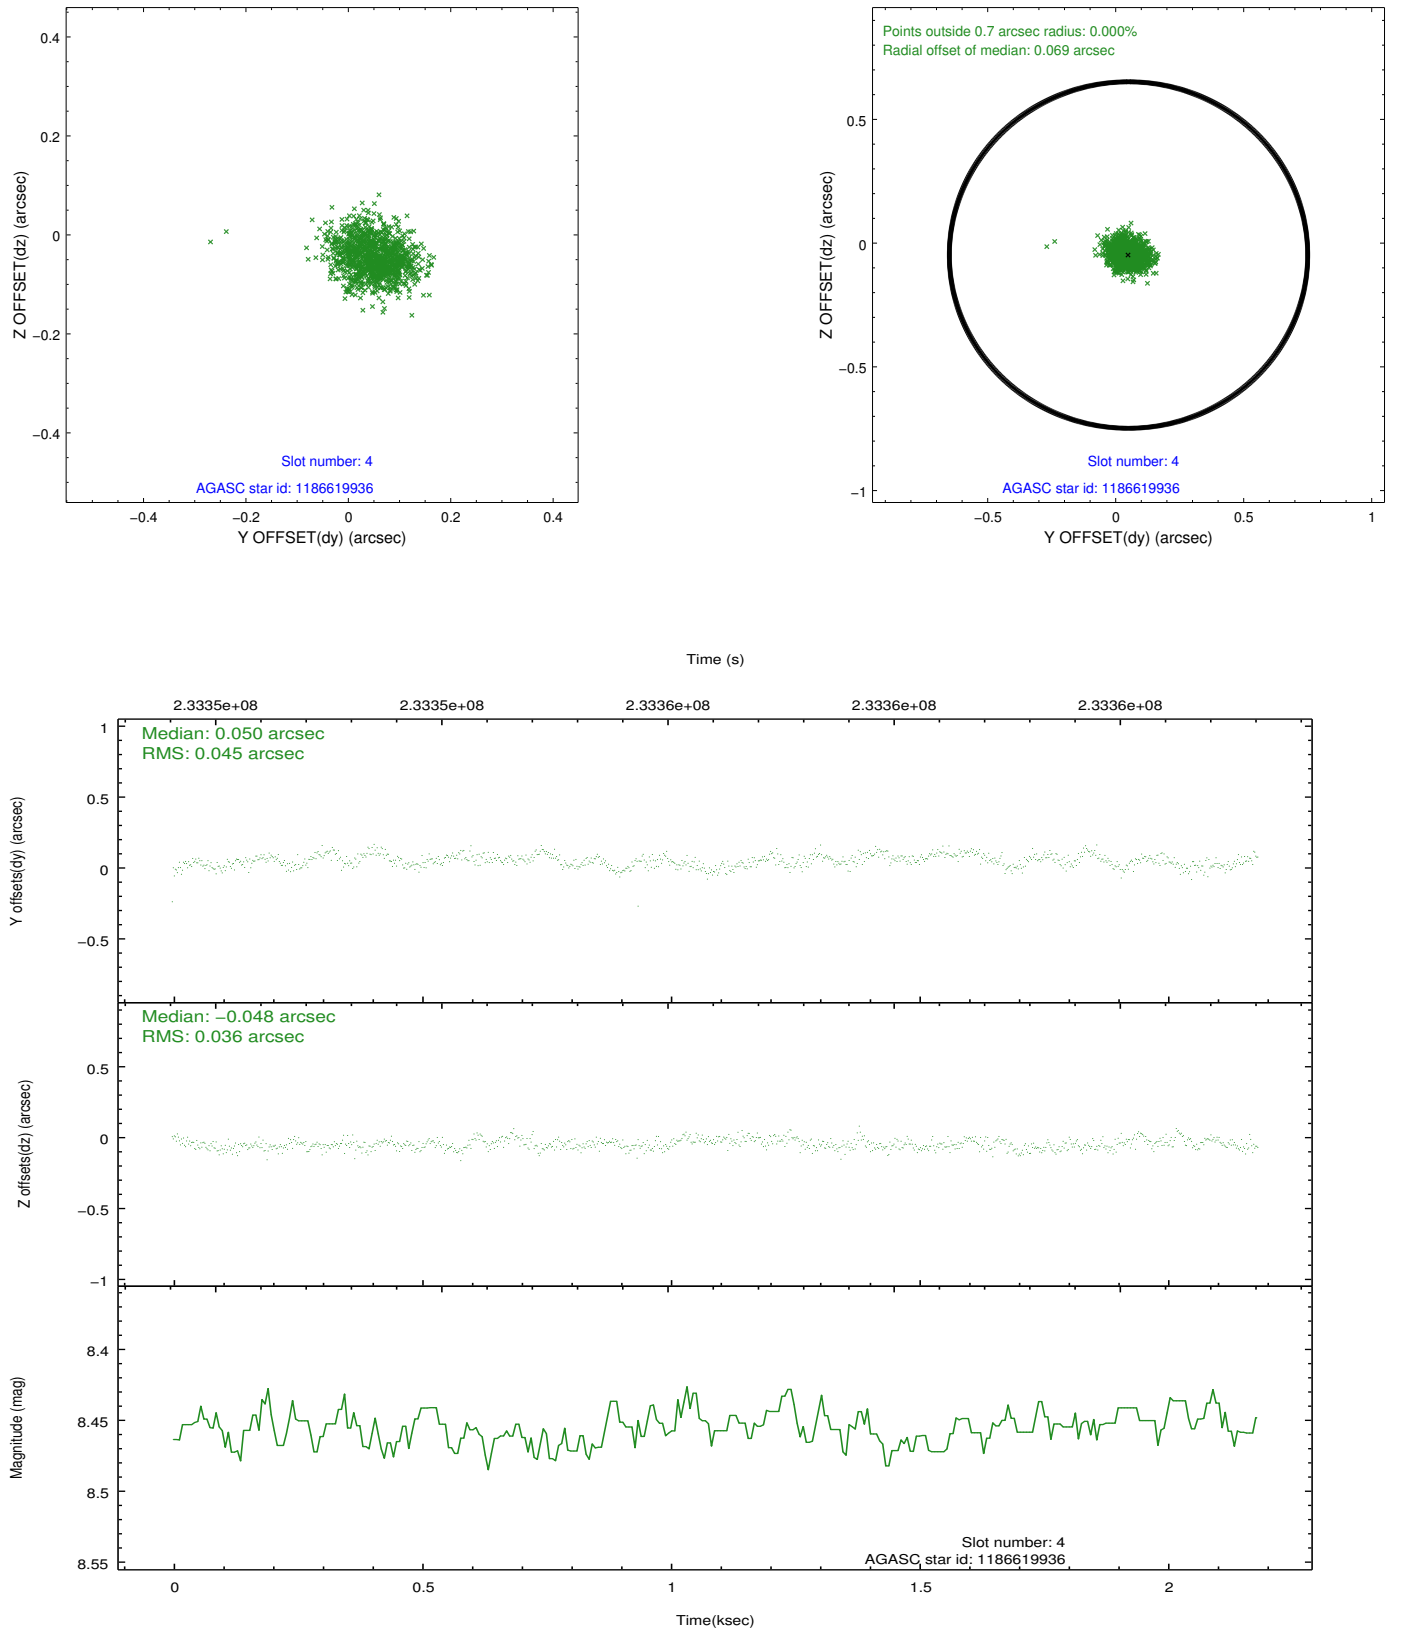 0.4
0.2
0
−0.2
−0.4
Z OFFSET(dz) (arcsec)
Slot number: 4
AGASC star id: 1186619936
−0.4 −0.2 0 0.2 0.4
Y OFFSET(dy) (arcsec)
Points outside 0.7 arcsec radius: 0.000%
Radial offset of median: 0.069 arcsec
0.5
0
−0.5
−1
Z OFFSET(dz) (arcsec)
Slot number: 4
AGASC star id: 1186619936
−0.5 0 0.5 1
Y OFFSET(dy) (arcsec)
Time (s)
2.3335e+08 2.3335e+08 2.3336e+08 2.3336e+08 2.3336e+08
Median: 0.050 arcsec
RMS: 0.045 arcsec
1
0.5
0
−0.5
Y offsets(dy) (arcsec)
Median: −0.048 arcsec
RMS: 0.036 arcsec
0.5
0
−0.5
−1
Z offsets(dz) (arcsec)
8.4
8.45
8.5
8.55
Magnitude (mag)
Slot number: 4
AGASC star id: 1186619936
0 0.5 1 1.5 2
Time(ksec)